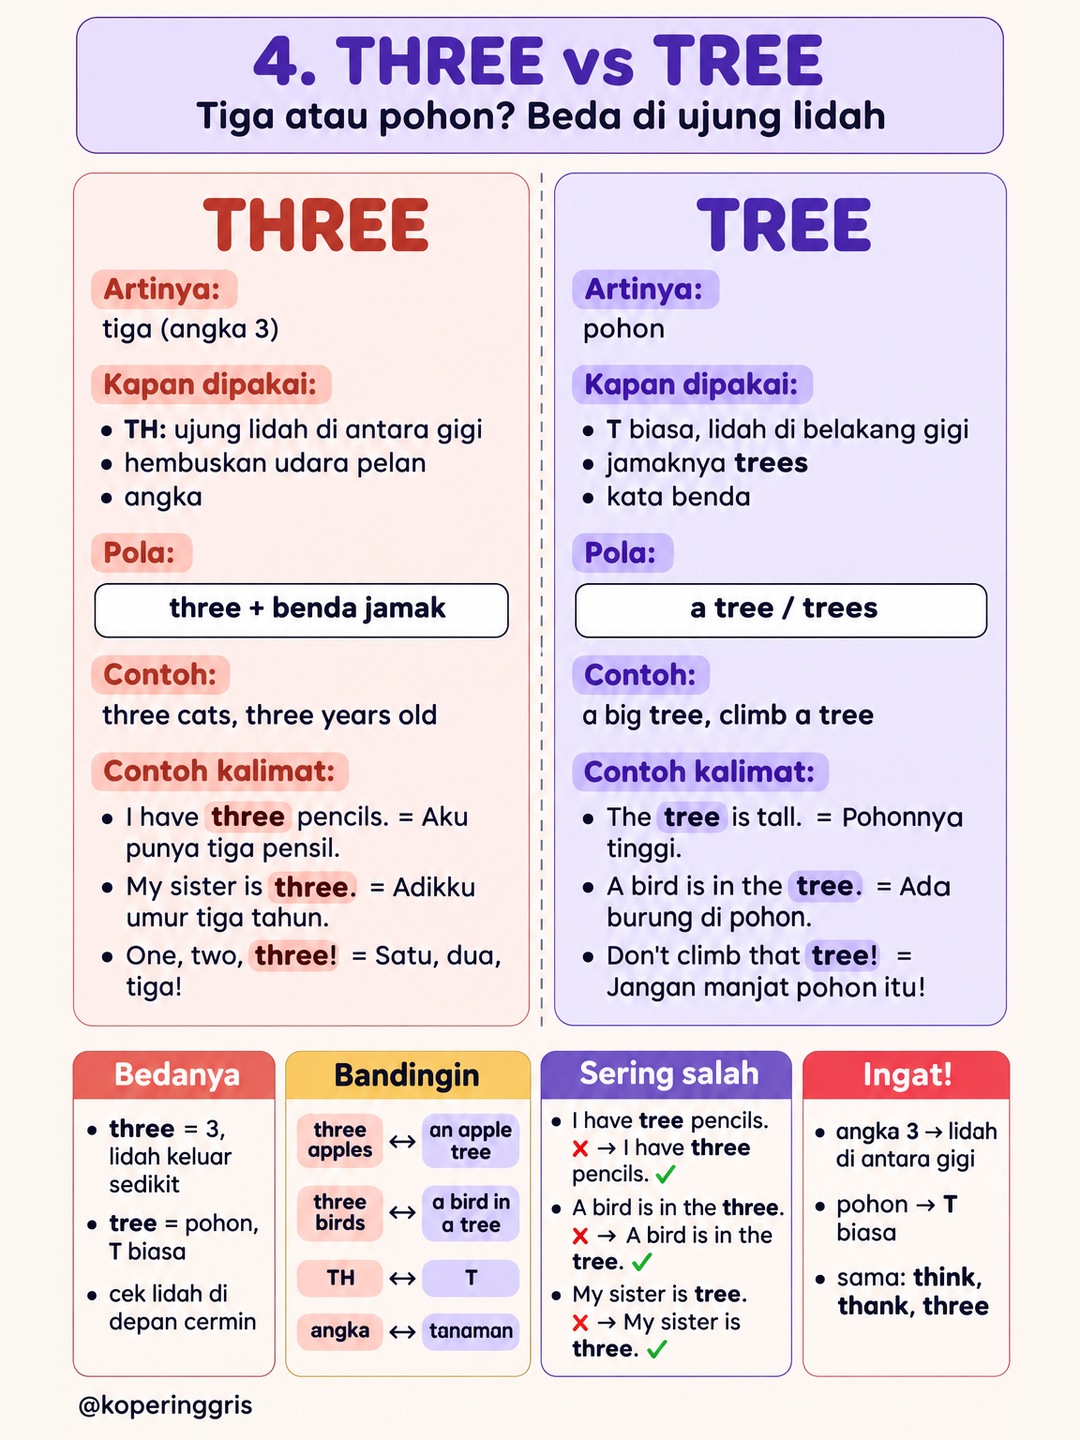 4. THREE vs TREE
Tiga atau pohon? Beda di ujung lidah
THREE
Artinya:
tiga (angka 3)
Kapan dipakai:
• TH: ujung lidah di antara gigi
• hembuskan udara pelan
• angka
Pola:
three + benda jamak
Contoh:
three cats, three years old
Contoh kalimat:
• I have three pencils. = Aku
punya tiga pensil.
• My sister is three. = Adikku
umur tiga tahun.
• One, two, three! = Satu, dua,
tiga!
TREE
Artinya:
pohon
Kapan dipakai:
• T biasa, lidah di belakang gigi
• jamaknya trees
• kata benda
Pola:
a tree / trees
Contoh:
a big tree, climb a tree
Contoh kalimat:
• The tree is tall. = Pohonnya
tinggi.
• A bird is in the tree. = Ada
burung di pohon.
• Don't climb that tree! =
Jangan manjat pohon itu!
Bedanya
• three = 3,
lidah keluar
sedikit
• tree = pohon,
T biasa
• cek lidah di
depan cermin
Bandingin
three
apples
↔
an apple
tree
three
birds
↔
a bird in
a tree
TH ↔ T
angka ↔ tanaman
Sering salah
• I have tree pencils.
❌ → I have three
pencils. ✓
• A bird is in the three.
❌ → A bird is in the
tree. ✓
• My sister is tree.
❌ → My sister is
three. ✓
Ingat!
• angka 3 → lidah
di antara gigi
• pohon → T
biasa
• sama: think,
thank, three
@koperinggris